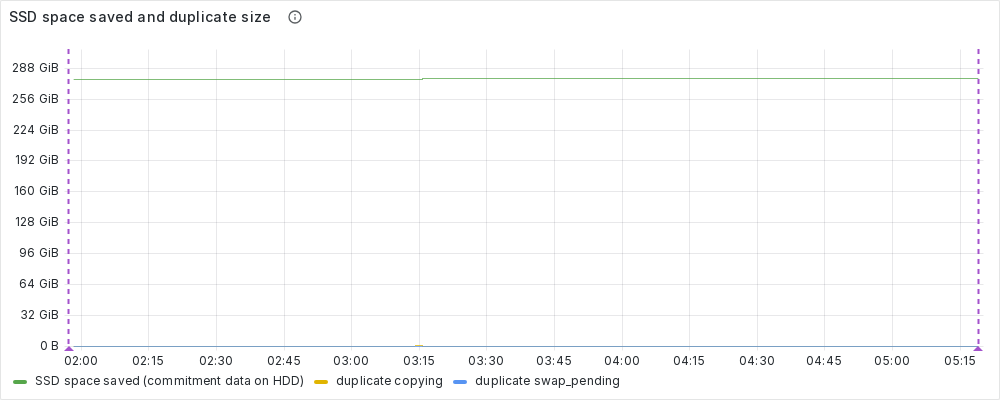 SSD space saved and duplicate size
288 GiB
256 GiB
224 GiB
192 GiB
160 GiB
128 GiB
96 GiB
64 GiB
32 GiB
0 B
02:00 02:15 02:30 02:45 03:00 03:15 03:30 03:45 04:00 04:15 04:30 04:45 05:00 05:15
SSD space saved (commitment data on HDD) duplicate copying duplicate swap_pending